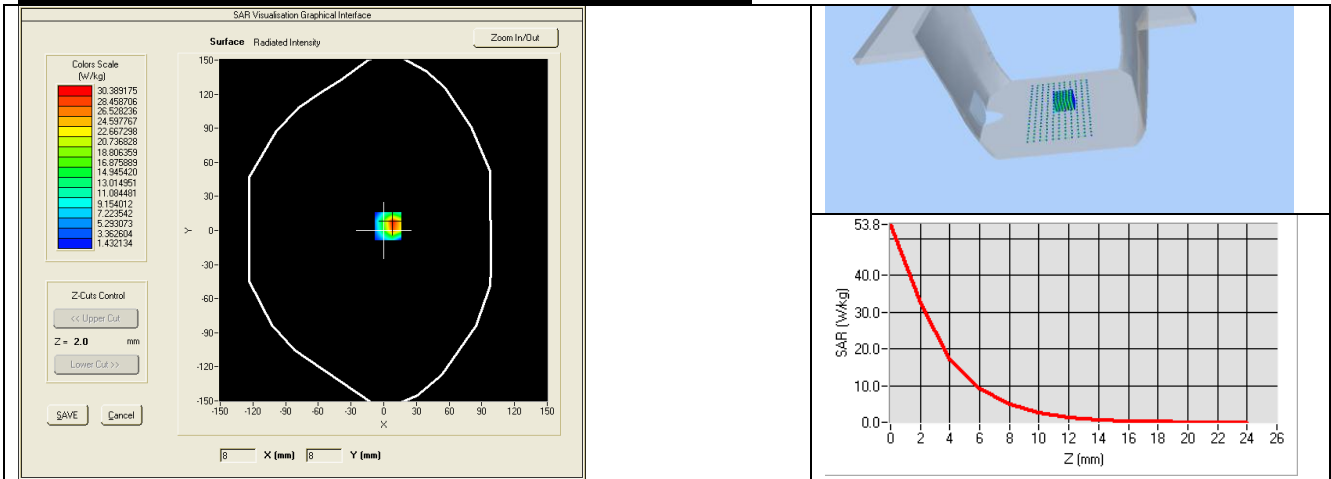 SAR Visualisation Graphical Interface
Surface Radiated Intensity
Zoom In/Out
Colors Scale
(W/kg)
30.389175
28.458706
26.528236
24.597767
22.667298
20.736828
18.806359
16.875889
14.945420
13.014951
11.084481
9.154012
7.223542
5.293073
3.362604
1.432134
Z-Cuts Control
<< Upper Cut
Z = 2.0 mm
Lower Cut >>
SAVE Cancel
150
120
90
60
30
0
-30
-60
-90
-120
-150
Y
-150 -120 -90 -60 -30 0 30 60 90 120 150
X
8 X (mm) 8 Y (mm)
53.8
40.0
30.0
20.0
10.0
0.0
SAR (W/kg)
0 2 4 6 8 10 12 14 16 18 20 22 24 26
Z (mm)